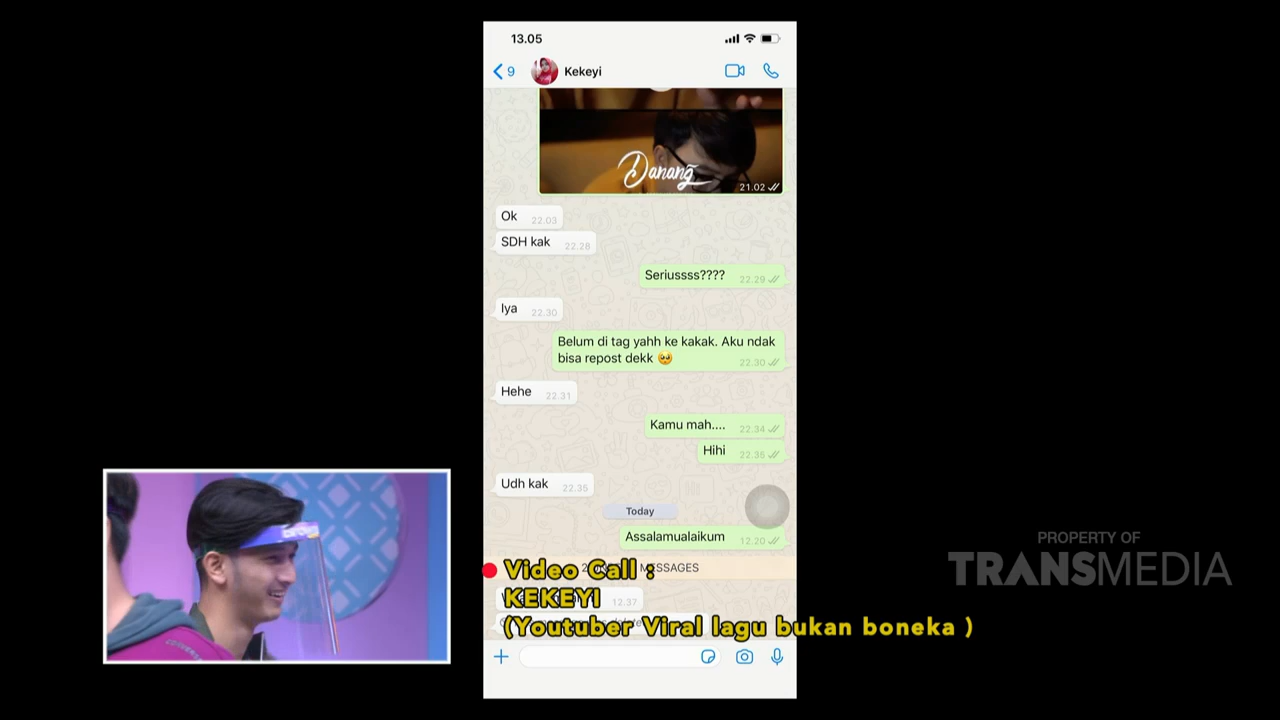 13.05
9
Kekeyi
Danang
21.02
Ok 22.03
SDH kak 22.28
Seriussss???? 22.29
Iya 22.30
Belum di tag yahh ke kakak. Aku ndak
bisa repost dekk 🥺 22.30
Hehe 22.31
Kamu mah.... 22.34
Hihi 22.36
Udh kak 22.35
Today
Assalamualaikum 12.20
MESSAGES
12.37
Video Call :
KEKEYI
(Youtuber Viral lagu bukan boneka )
PROPERTY OF
TRANSMEDIA